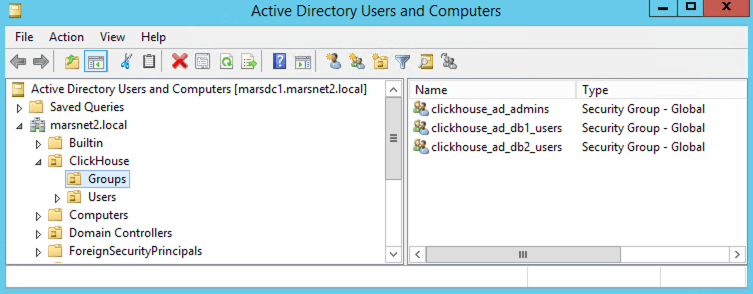 Active Directory Users and Computers
File Action View Help
Active Directory Users and Computers [marsdc1.marsnet2.local]
Saved Queries
marsnet2.local
Builtin
ClickHouse
Groups
Users
Computers
Domain Controllers
ForeignSecurityPrincipals
Name Type
clickhouse_ad_admins Security Group - Global
clickhouse_ad_db1_users Security Group - Global
clickhouse_ad_db2_users Security Group - Global